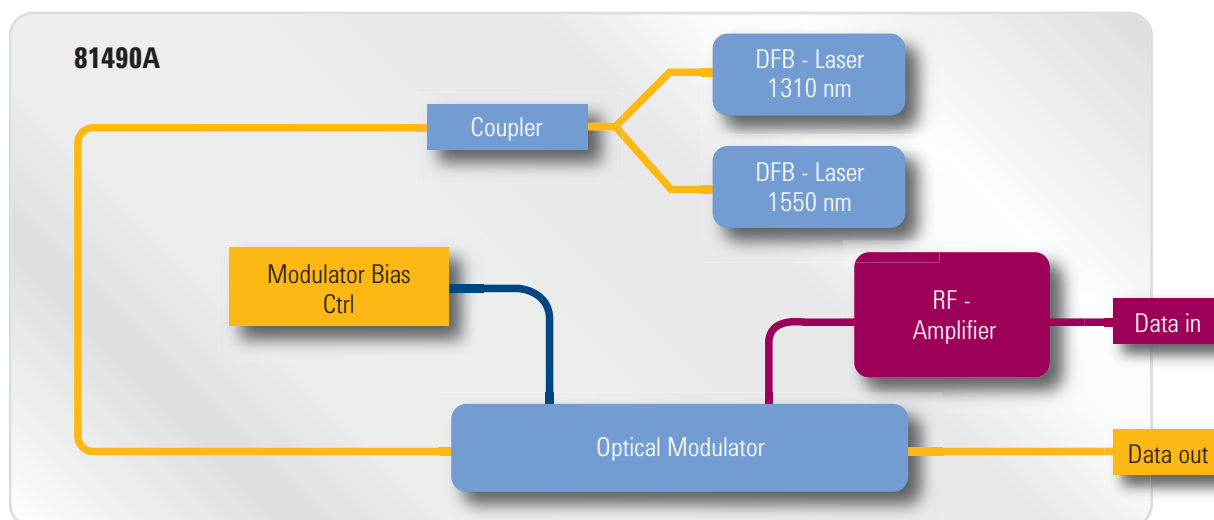 81490A
DFB - Laser
1310 nm
Coupler
DFB - Laser
1550 nm
Modulator Bias
Ctrl
RF -
Amplifier
Data in
Optical Modulator
Data out